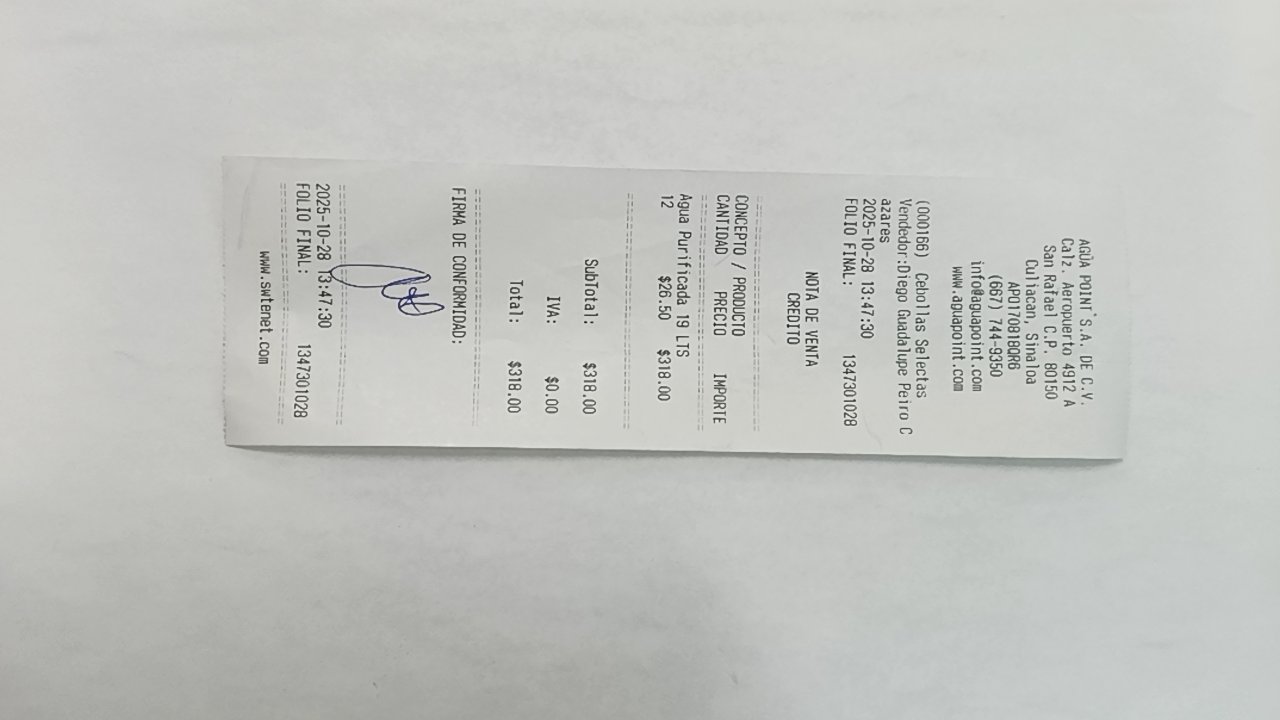 AGUA POINT S.A. DE C.V.
Calz. Aeropuerto 4912 A
San Rafael C.P. 80150
Culiacan, Sinaloa
APO170818QR6
(667) 744-9350
info@aguapoint.com
www.aguapoint.com
(000166) Cebollas Selectas
Vendedor:Diego Guadalupe Peiro C
azares
2025-10-28 13:47:30
FOLIO FINAL: 1347301028
NOTA DE VENTA
CREDITO
CONCEPTO / PRODUCTO
CANTIDAD PRECIO IMPORTE
Agua Purificada 19 LTS
12 $26.50 $318.00
SubTotal: $318.00
IVA: $0.00
Total: $318.00
FIRMA DE CONFORMIDAD:
2025-10-28 13:47:30
FOLIO FINAL: 1347301028
www.swtenet.com